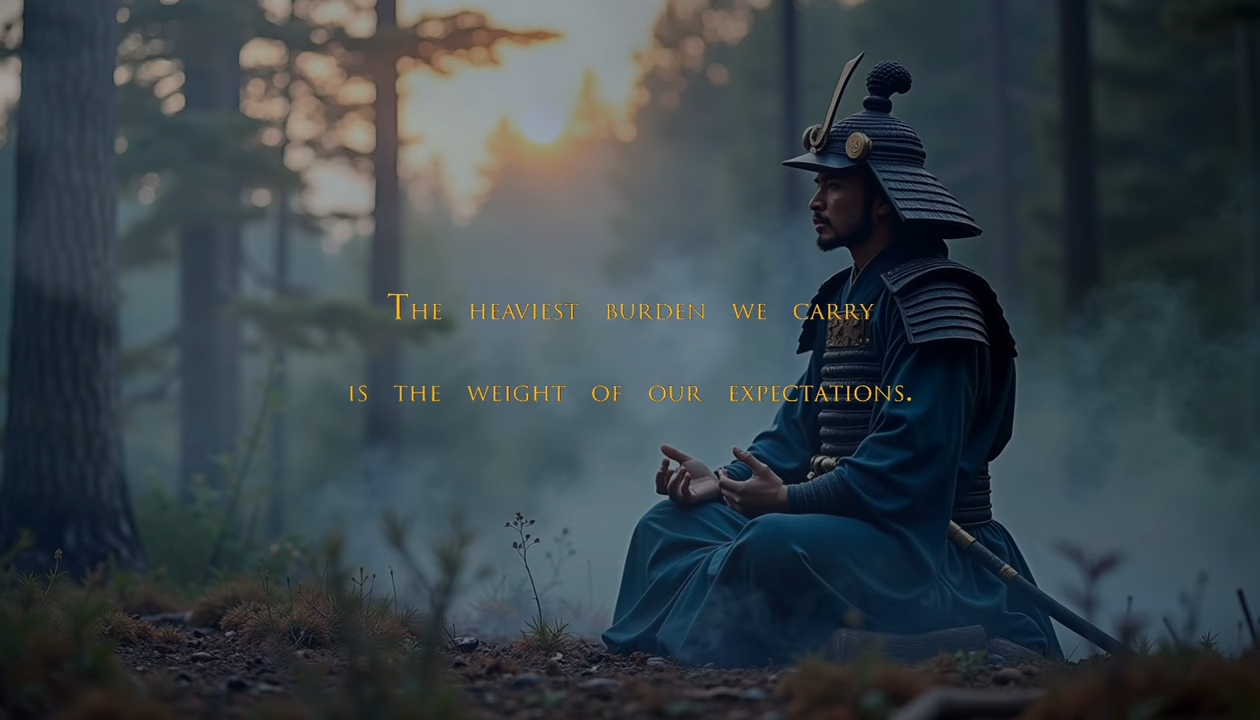 The heaviest burden we carry
is the weight of our expectations.